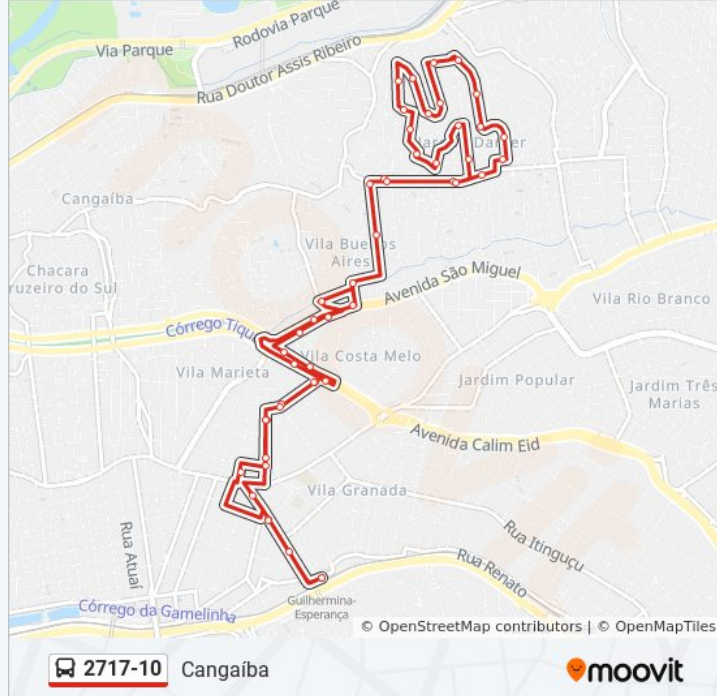 Rodovia Parque
Via Parque
Rua Doutor Assis Ribeiro
Cangaíba
Vila Buenos
Aires
Chacara
ruzeiro do Sul
Avenida São Miguel
Vila Rio Branco
Córrego Tiqu
Vila Costa Melo
Vila Marieta
Jardim Popular
Jardim Três
Marias
Avenida Calim Eid
Vila Granada
Rua Itinguçu
Rua Atuaí
Rua Renato
Córrego da Gamelinha
Guilhermina-
Esperança
© OpenStreetMap contributors | © OpenMapTiles
2717-10 Cangaíba
moovit